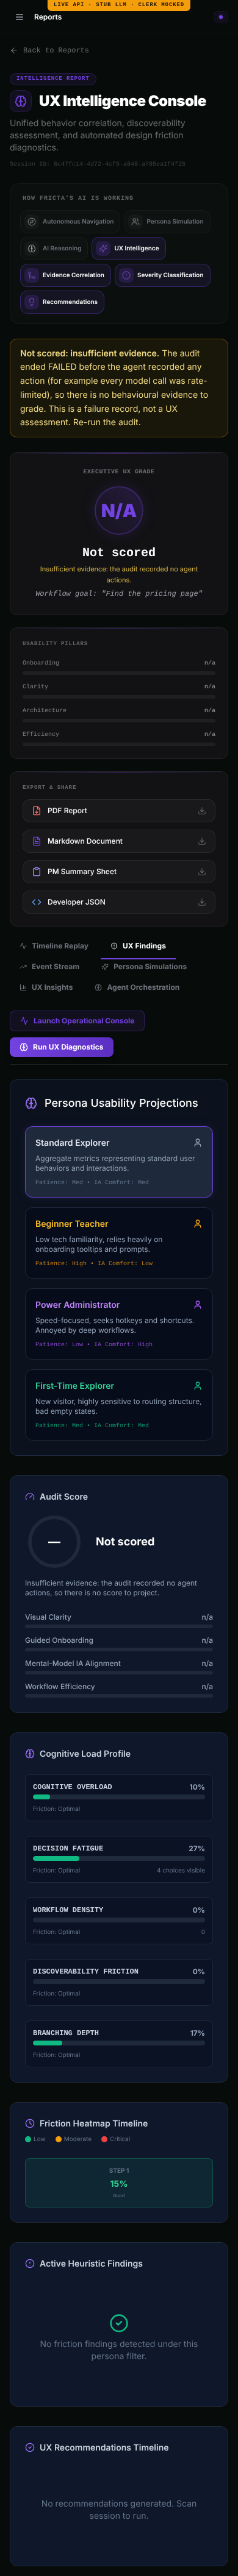 LIVE API · STUB LLM · CLERK MOCKED
Reports
Back to Reports
INTELLIGENCE REPORT
UX Intelligence Console
Unified behavior correlation, discoverability
assessment, and automated design friction
diagnostics.
HOW FRICTA'S AI IS WORKING
Autonomous Navigation
Persona Simulation
AI Reasoning
UX Intelligence
Evidence Correlation
Severity Classification
Recommendations
Not scored: insufficient evidence. The audit
ended FAILED before the agent recorded any
action (for example every model call was rate-
limited), so there is no behavioural evidence to
grade. This is a failure record, not a UX
assessment. Re-run the audit.
EXECUTIVE UX GRADE
N/A
Not scored
Insufficient evidence: the audit recorded no agent
actions.
Workflow goal: "Find the pricing page"
USABILITY PILLARS
Onboarding n/a
Clarity n/a
Architecture n/a
Efficiency n/a
EXPORT & SHARE
PDF Report
Markdown Document
PM Summary Sheet
Developer JSON
Timeline Replay
UX Findings
Event Stream
Persona Simulations
UX Insights
Agent Orchestration
Launch Operational Console
Run UX Diagnostics
Persona Usability Projections
Standard Explorer
Aggregate metrics representing standard user
behaviors and interactions.
Patience: Med • IA Comfort: Med
Beginner Teacher
Low tech familiarity, relies heavily on
onboarding tooltips and prompts.
Patience: High • IA Comfort: Low
Power Administrator
Speed-focused, seeks hotkeys and shortcuts.
Annoyed by deep workflows.
Patience: Low • IA Comfort: High
First-Time Explorer
New visitor, highly sensitive to routing structure,
bad empty states.
Patience: Med • IA Comfort: Med
Audit Score
—
Not scored
Insufficient evidence: the audit recorded no agent
actions, so there is no score to project.
Visual Clarity n/a
Guided Onboarding n/a
Mental-Model IA Alignment n/a
Workflow Efficiency n/a
Cognitive Load Profile
COGNITIVE OVERLOAD 10%
Friction: Optimal
DECISION FATIGUE 27%
Friction: Optimal 4 choices visible
WORKFLOW DENSITY 0%
Friction: Optimal 0
DISCOVERABILITY FRICTION 0%
Friction: Optimal
BRANCHING DEPTH 17%
Friction: Optimal
Friction Heatmap Timeline
Low Moderate Critical
STEP 1
15%
Good
Active Heuristic Findings
No friction findings detected under this
persona filter.
UX Recommendations Timeline
No recommendations generated. Scan
session to run.